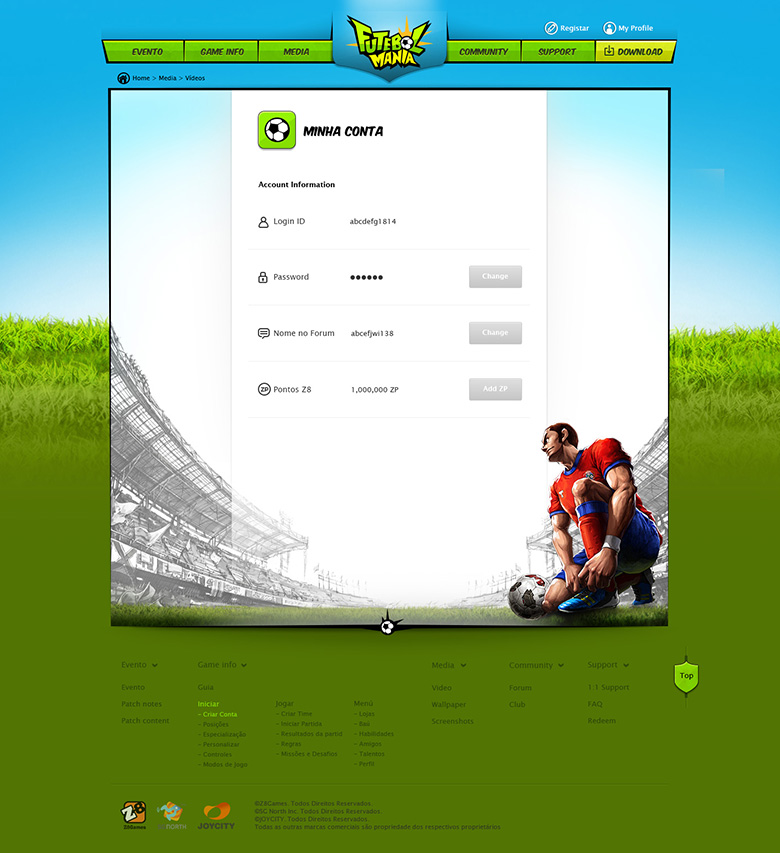 FUTEBOL
MANIA
Registar
My Profile
EVENTO
GAME INFO
MEDIA
COMMUNITY
SUPPORT
DOWNLOAD
Home > Media > Videos
MINHA CONTA
Account Information
Login ID abcdefg1814
Password ●●●●●● Change
Nome no Forum abcefjwi138 Change
ZP Pontos Z8 1,000,000 ZP Add ZP
Evento
Evento
Patch notes
Patch content
Game info
Guia
Iniciar
- Criar Conta
- Posições
- Especialização
- Personalizar
- Controles
- Modos de Jogo
Jogar
- Criar Time
- Iniciar Partida
- Resultados da partid
- Regras
- Missões e Desafios
Menú
- Lojas
- Baú
- Habilidades
- Amigos
- Talentos
- Perfil
Media
Video
Wallpaper
Screenshots
Community
Forum
Club
Support
1:1 Support
FAQ
Redeem
Top
Z8Games
NORTH
JOYCITY
©Z8Games. Todos Direitos Reservados.
©SG North Inc. Todos Direitos Reservados.
©JOYCITY. Todos Direitos Reservados
Todas as outras marcas comerciais são propriedade dos respectivos proprietários